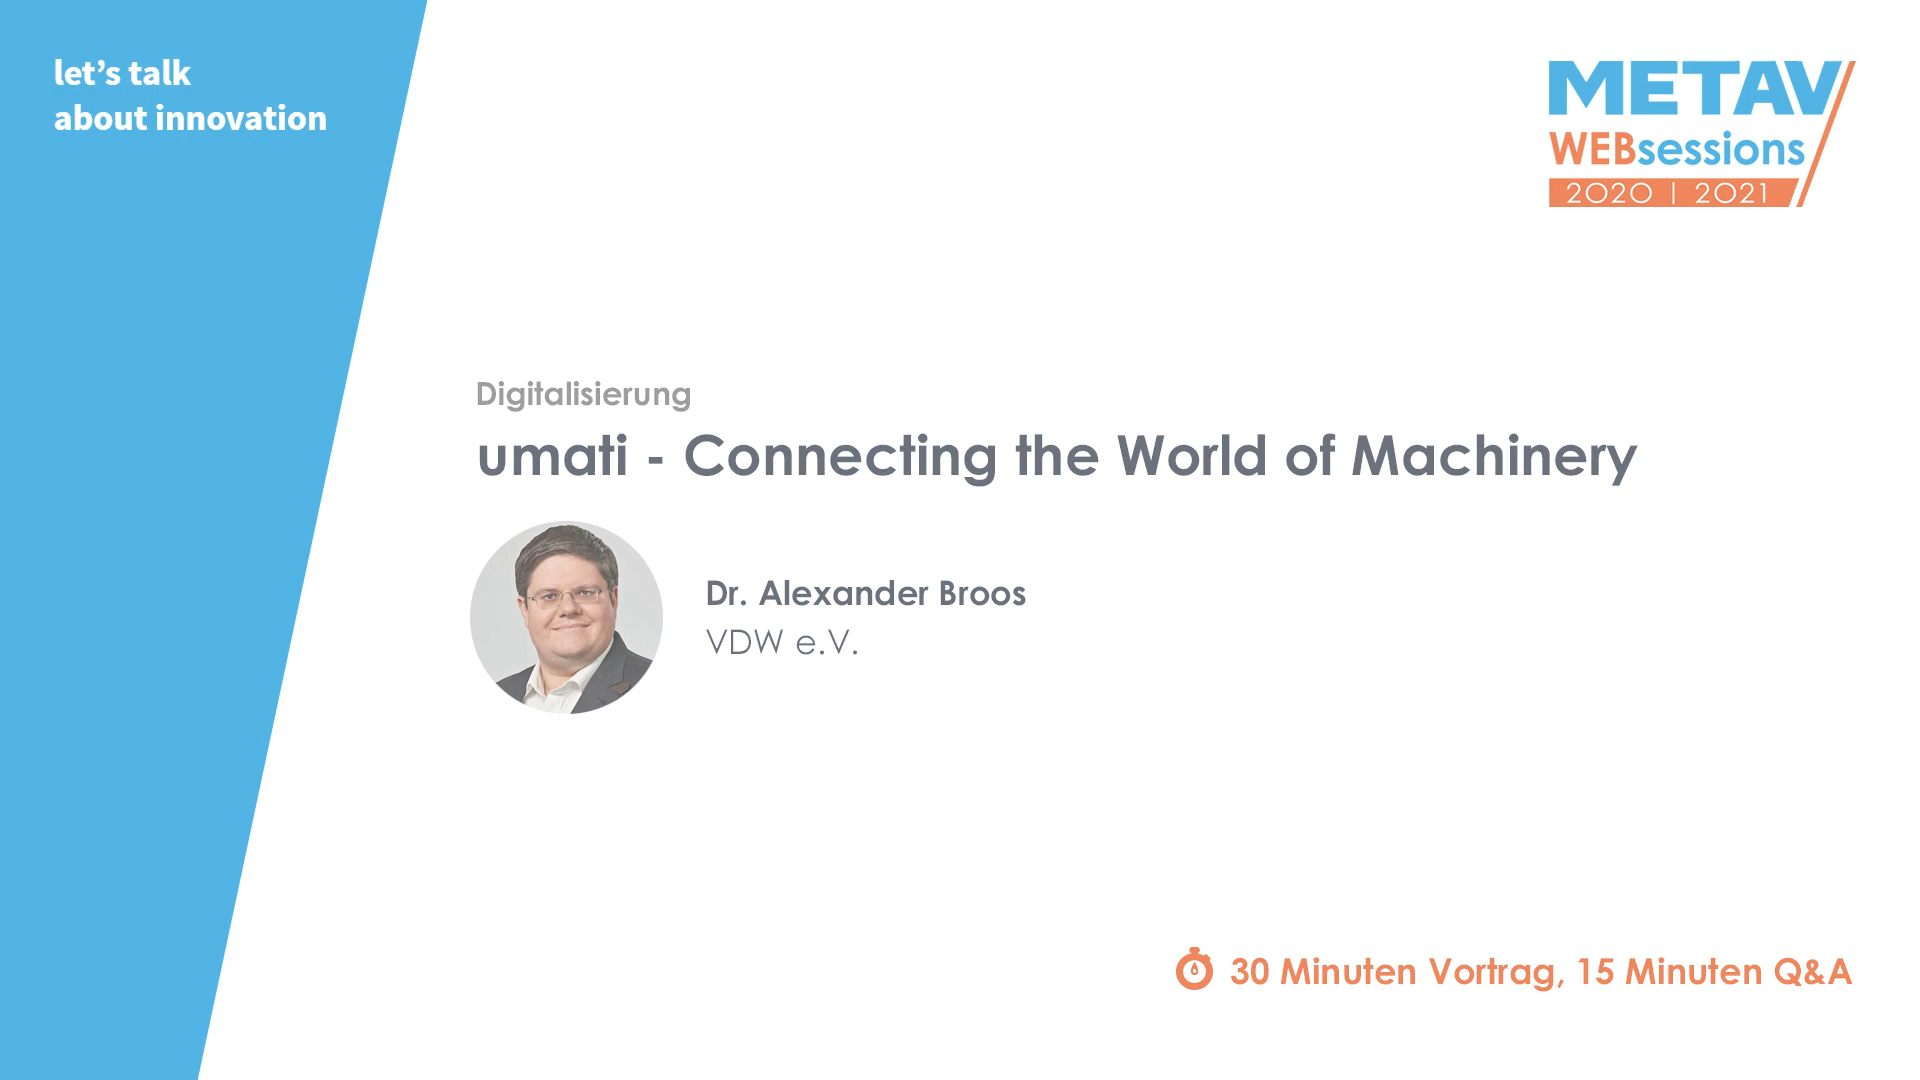 let’s talk
about innovation
METAV
WEBsessions
2020 | 2021
Digitalisierung
umati - Connecting the World of Machinery
Dr. Alexander Broos
VDW e.V.
30 Minuten Vortrag, 15 Minuten Q&A